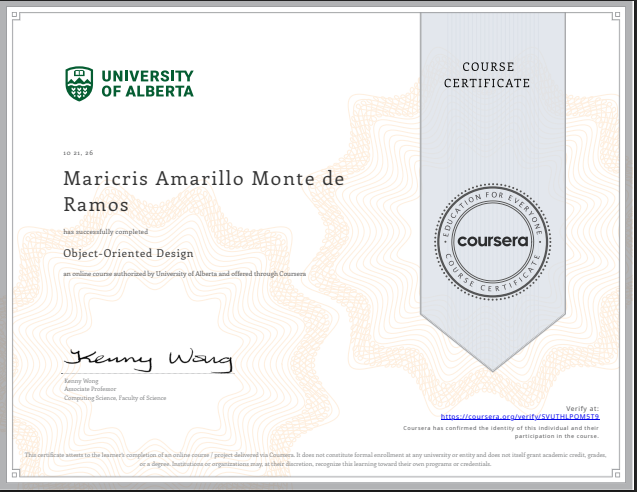 UNIVERSITY
OF ALBERTA
COURSE
CERTIFICATE
10 21, 26
Maricris Amarillo Monte de
Ramos
has successfully completed
Object-Oriented Design
an online course authorized by University of Alberta and offered through Coursera
EDUCATION FOR EVERYONE
coursera
COURSE CERTIFICATE
Kenny Wong
Kenny Wong
Associate Professor
Computing Science, Faculty of Science
Verify at:
https://coursera.org/verify/SVUTHLPOMST9
Coursera has confirmed the identity of this individual and their
participation in the course.
This certificate attests to the learner's completion of an online course / project delivered via Coursera. It does not constitute formal enrollment at any university or entity and does not itself grant academic credit, grades,
or a degree. Institutions or organizations may, at their discretion, recognize this learning toward their own programs or credentials.